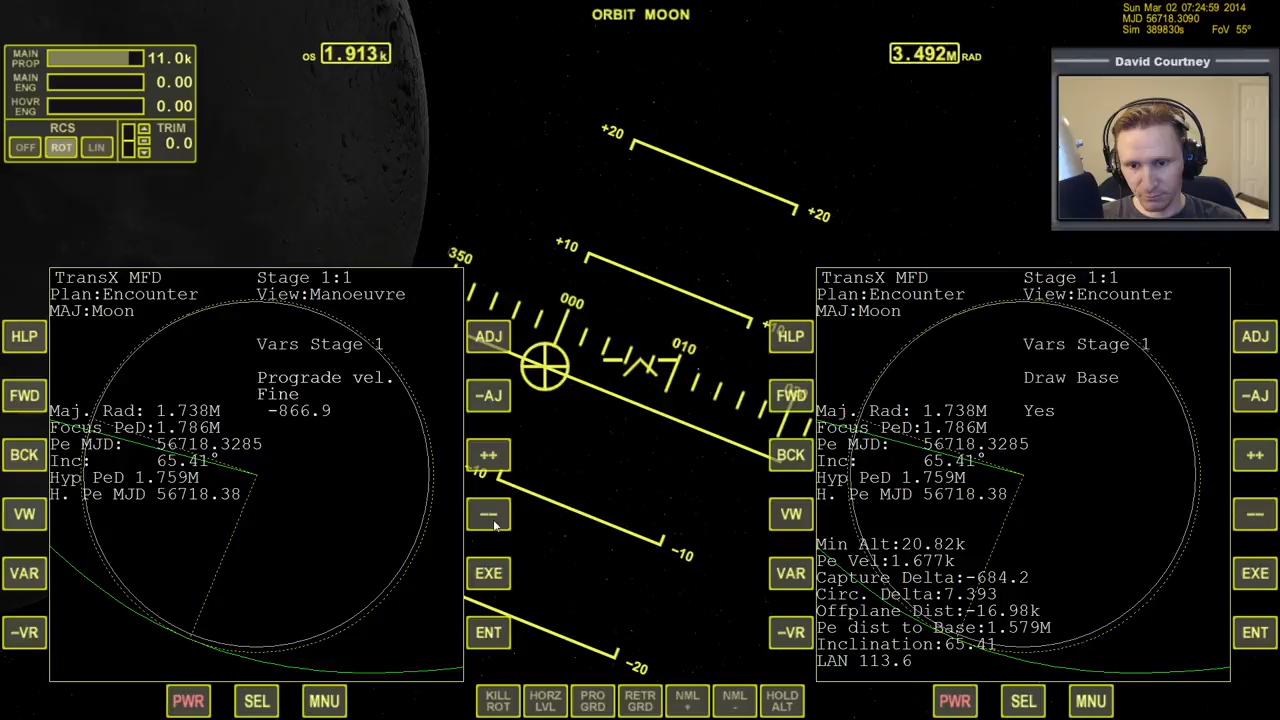 ORBIT MOON
Sun Mar 02 07:24:59 2014
MJD 56718.3090
Sim 389830s FoV 55°
MAIN PROP 11.0k
MAIN ENG 0.00
HOVR ENG 0.00
RCS
TRIM
OFF ROT LIN 0.0
OS 1.913k
3.492M RAD
David Courtney
+20 +20
+10 +10
350 000 010
-10 -10
-20
TransX MFD Stage 1:1
Plan:Encounter View:Manoeuvre
MAJ:Moon
Vars Stage 1
Prograde vel.
Fine
-866.9
Maj. Rad: 1.738M
Focus PeD:1.786M
Pe MJD: 56718.3285
Inc: 65.41°
Hyp PeD 1.759M
H. Pe MJD 56718.38
HLP
FWD
BCK
VW
VAR
-VR
ADJ
-AJ
++
--
EXE
ENT
PWR SEL MNU
TransX MFD Stage 1:1
Plan:Encounter View:Encounter
MAJ:Moon
Vars Stage 1
Draw Base
Yes
Maj. Rad: 1.738M
Focus PeD:1.786M
Pe MJD: 56718.3285
Inc: 65.41°
Hyp PeD 1.759M
H. Pe MJD 56718.38
Min Alt:20.82k
Pe Vel:1.677k
Capture Delta:-684.2
Circ. Delta:7.393
Offplane Dist:-16.98k
Pe dist to Base:1.579M
Inclination:65.41
LAN 113.6
HLP
FWD
BCK
VW
VAR
-VR
ADJ
-AJ
++
--
EXE
ENT
PWR SEL MNU
KILL ROT
HORZ LVL
PRO GRD
RETR GRD
NML +
NML -
HOLD ALT